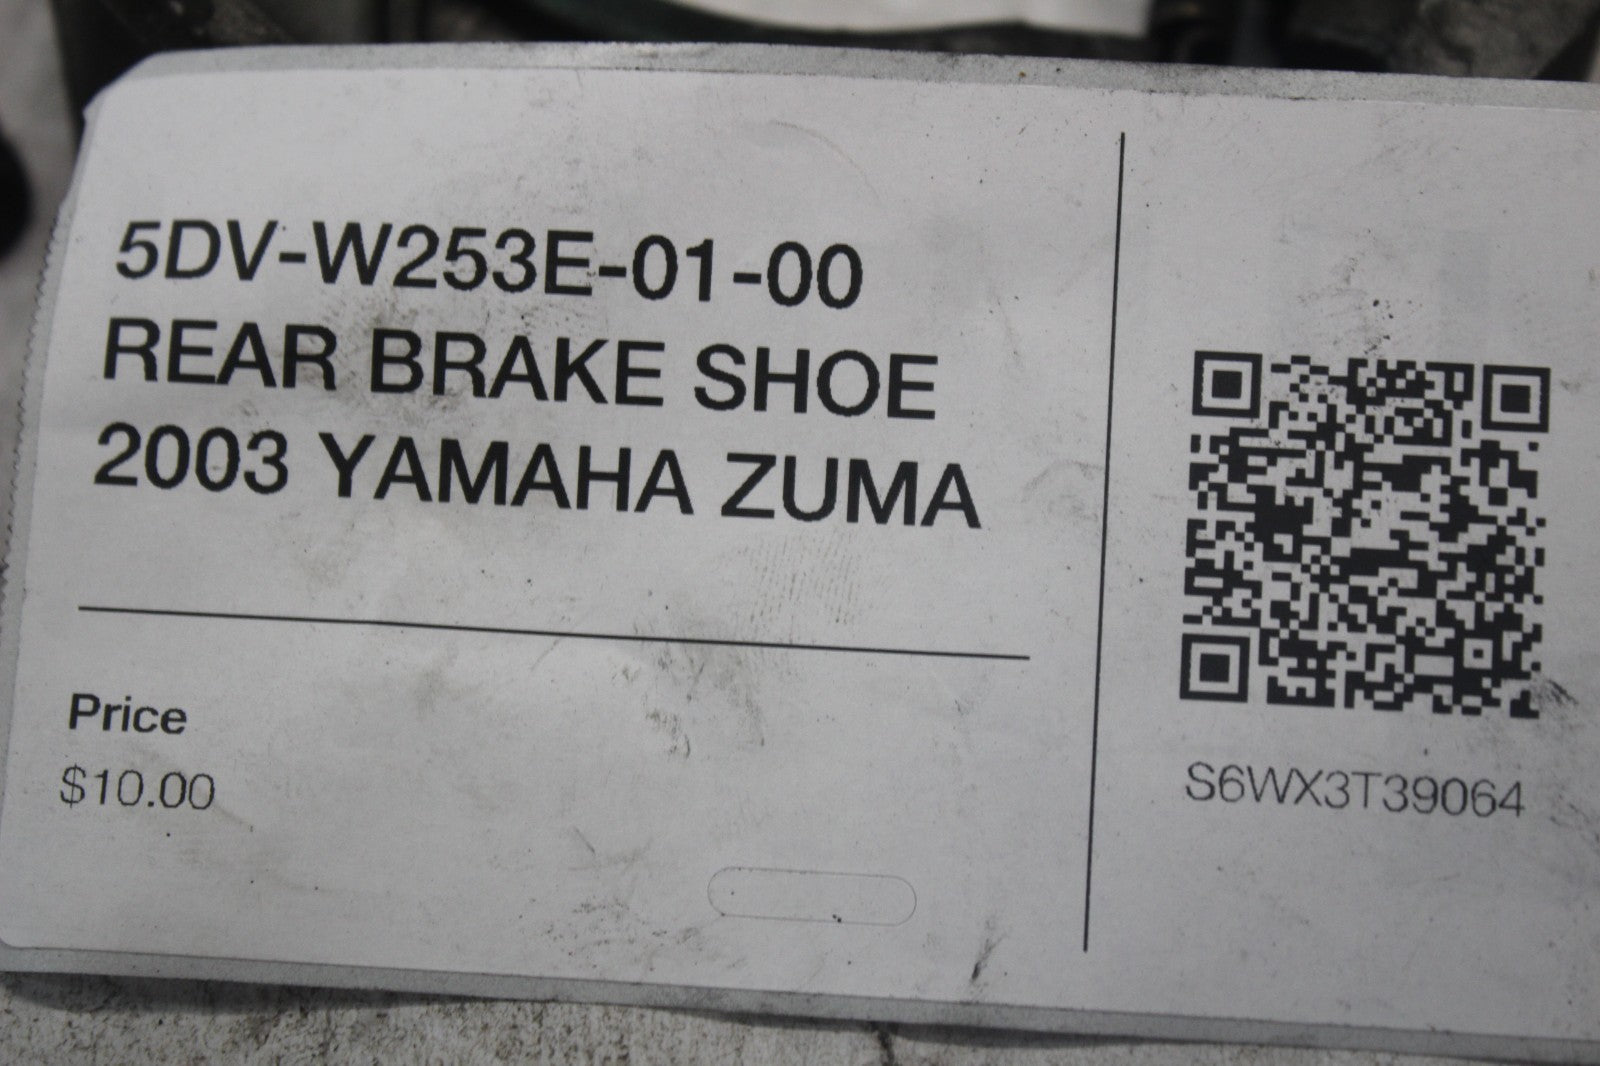 5DV-W253E-01-00
REAR BRAKE SHOE
2003 YAMAHA ZUMA
Price
$10.00
S6WX3T39064